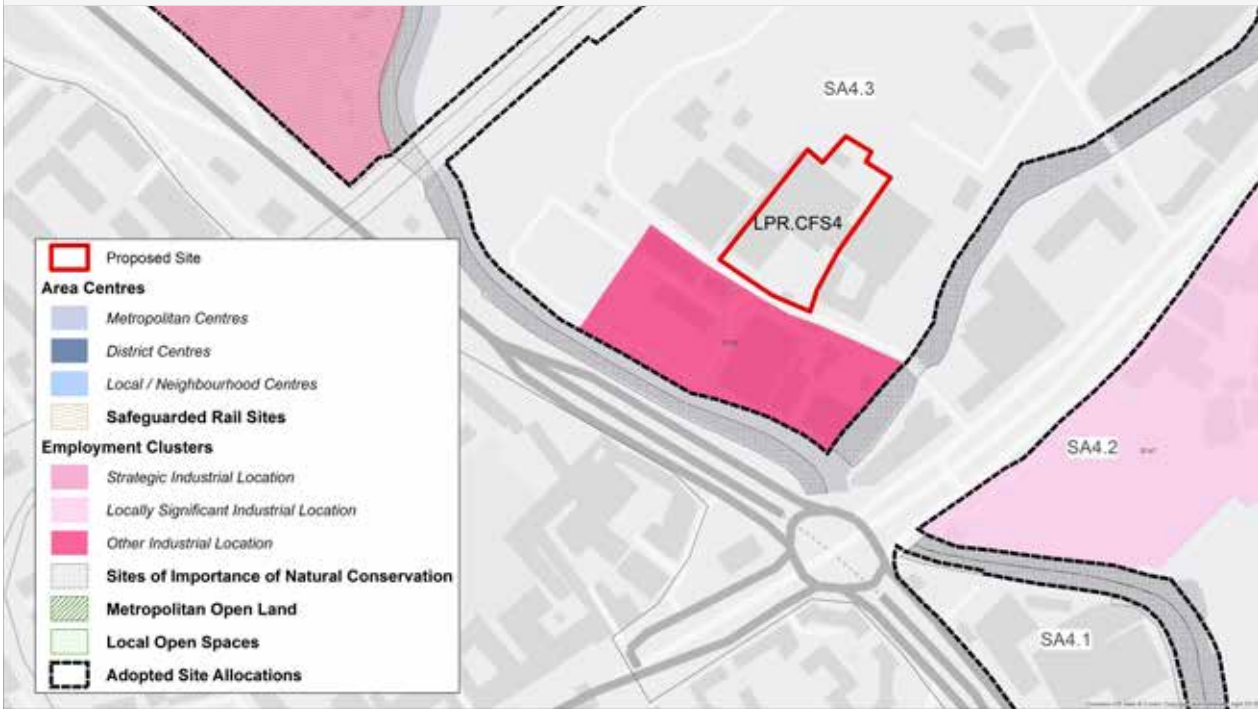 SA4.3
LPR.CFS4
SA4.2
SA4.1
Proposed Site
Area Centres
Metropolitan Centres
District Centres
Local / Neighbourhood Centres
Safeguarded Rail Sites
Employment Clusters
Strategic Industrial Location
Locally Significant Industrial Location
Other Industrial Location
Sites of Importance of Natural Conservation
Metropolitan Open Land
Local Open Spaces
Adopted Site Allocations